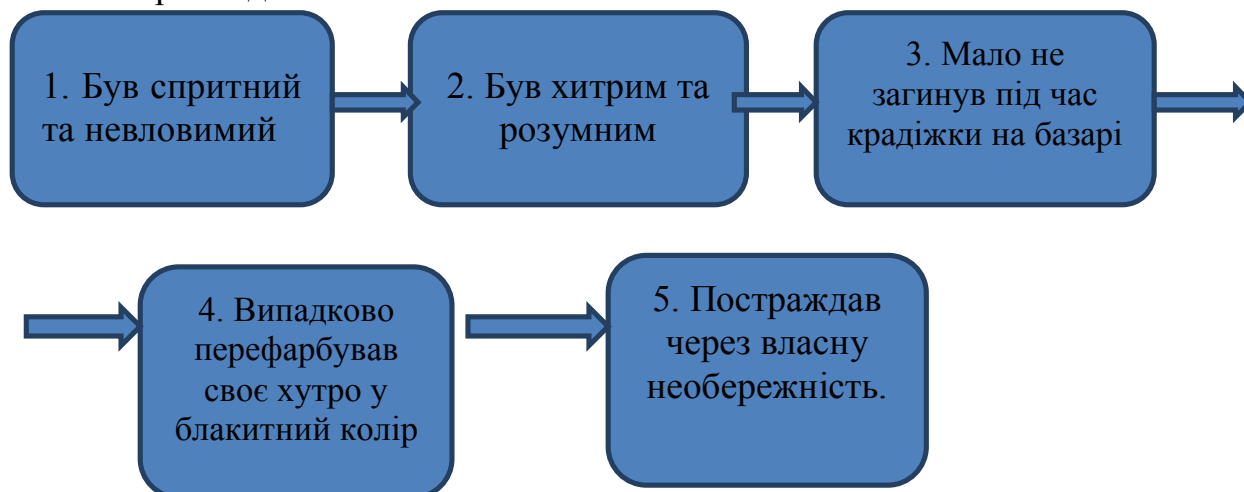 1. Був спритний
та невловимий
2. Був хитрим та
розумним
3. Мало не
загинув під час
крадіжки на базарі
4. Випадково
перефарбував
своє хутро у
блакитний колір
5. Постраждав
через власну
необережність.